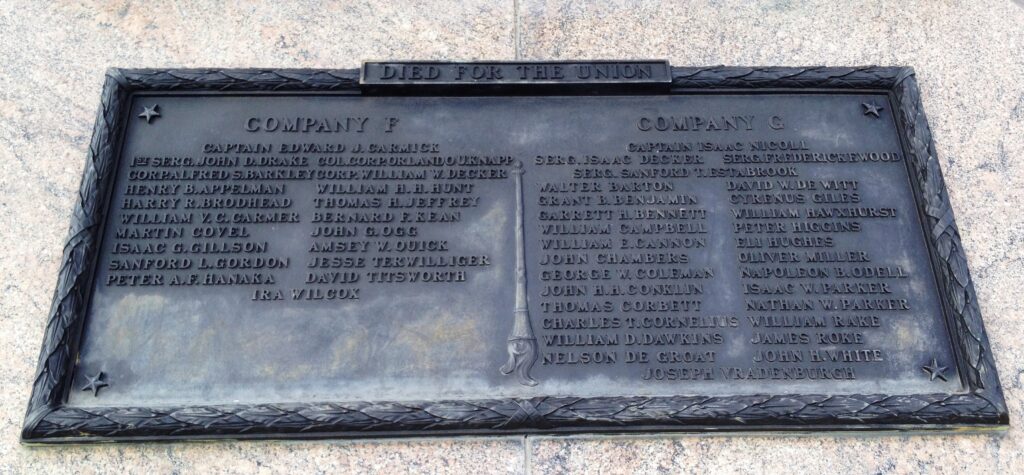 DIED FOR THE UNION
COMPANY F
CAPTAIN EDWARD J. CARMICK
1ST SERG. JOHN D. DRAKE COL. CORP. ORLANDO U. KNAPP
CORP. ALFRED S. BARKLEY CORP. WILLIAM W. DECKER
HENRY B. APPELMAN WILLIAM H. H. HUNT
HARRY R. BRODHEAD THOMAS H. JEFFREY
WILLIAM V. C. CARMER BERNARD F. KEAN
MARTIN COVEL JOHN G. OGG
ISAAC G. GILLSON AMSEY W. QUICK
SANFORD L. GORDON JESSE TERWILLIGER
PETER A. F. HANAKA DAVID TITSWORTH
IRA WILCOX
COMPANY G
CAPTAIN ISAAC NICOLL
SERG. ISAAC DECKER SERG. FREDERICK E WOOD
SERG. SANFORD T. ESTABROOK
WALTER BARTON DAVID W. DE WITT
GRANT B. BENJAMIN CYRENUS GILES
GARRETT H. BENNETT WILLIAM HAWXHURST
WILLIAM CAMPBELL PETER HIGGINS
WILLIAM E. CANNON ELI HUGHES
JOHN CHAMBERS OLIVER MILLER
GEORGE W. COLEMAN NAPOLEON B. ODELL
JOHN H. H. CONKLIN ISAAC W. PARKER
THOMAS CORBETT NATHAN W. PARKER
CHARLES T. CORNELIUS WILLIAM RAKE
WILLIAM D. DAWKINS JAMES ROKE
NELSON DE GROAT JOHN H. WHITE
JOSEPH VRADENBURGH